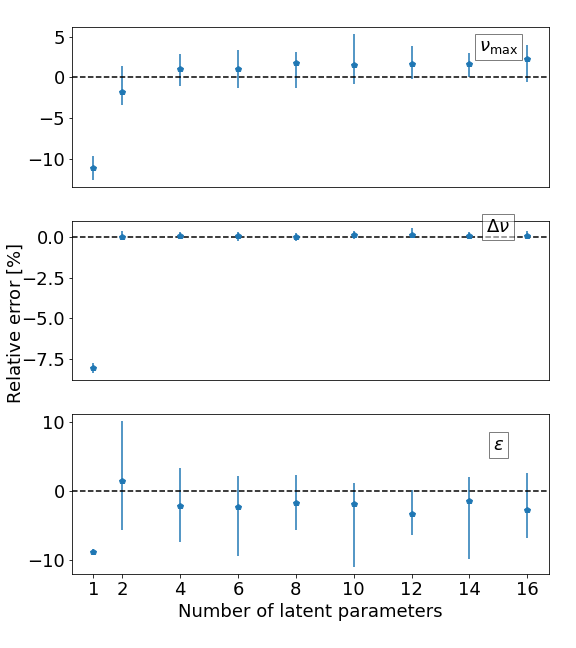 5
0
−5
−10
ν_max
0.0
−2.5
−5.0
−7.5
Δν
Relative error [%]
10
0
−10
ε
1 2 4 6 8 10 12 14 16
Number of latent parameters